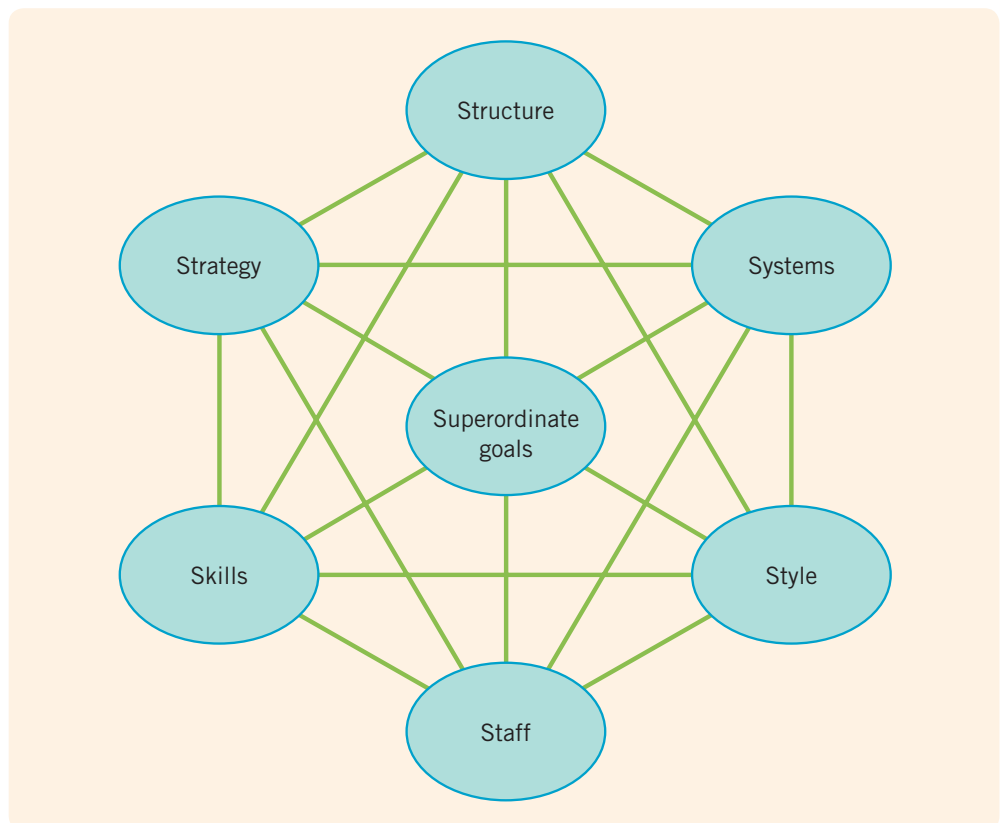 Structure
Strategy
Systems
Superordinate
goals
Skills
Style
Staff